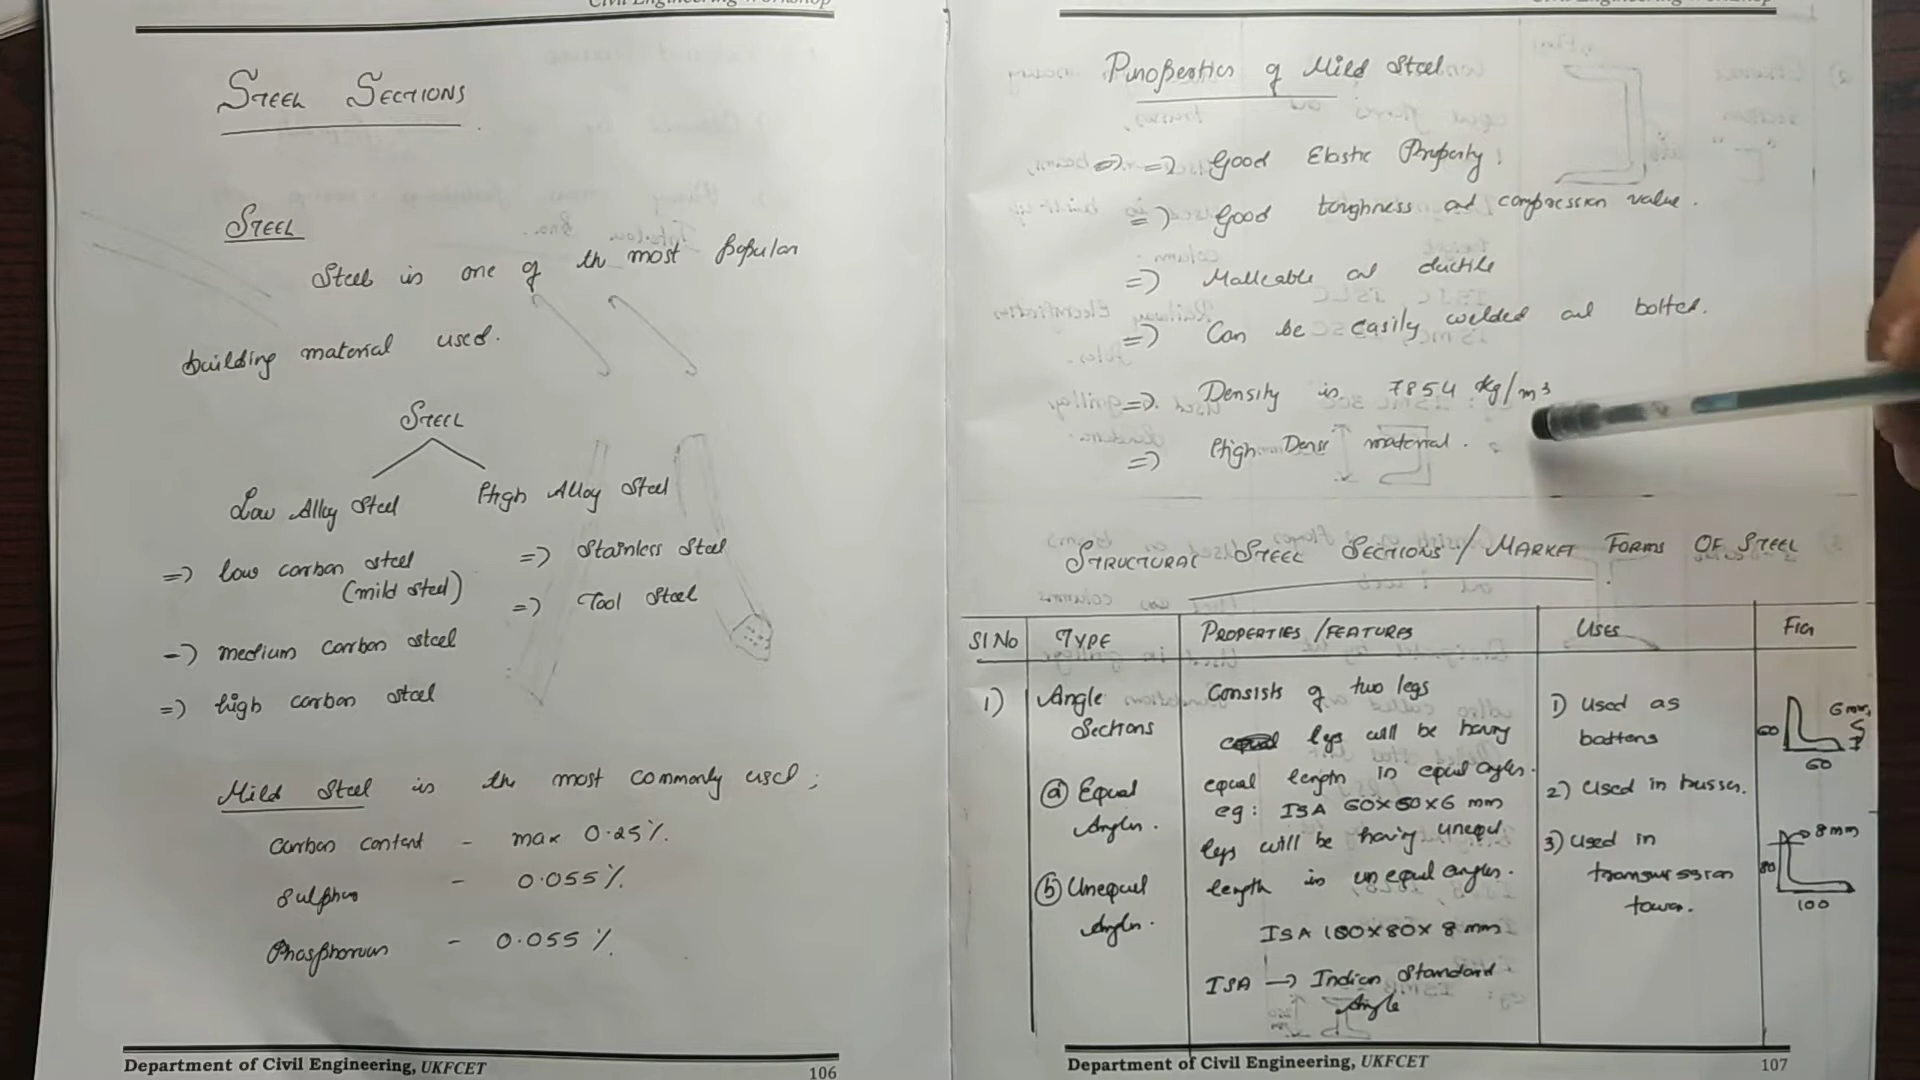 STEEL SECTIONS
STEEL
Steel is one of the most popular
building material used.
STEEL
Low Alloy Steel
High Alloy Steel
=> low carbon steel
(mild steel)
-> medium carbon steel
=> high carbon steel
=> Stainless Steel
=> Tool Steel
Mild Steel is the most commonly used;
Carbon content - max 0.25%.
Sulphur - 0.055%.
Phosphorous - 0.055%.
Department of Civil Engineering, UKFCET
106
Properties of Mild Steel
=> Good Elastic Property.
=> Good toughness and compression value.
=> Malleable and ductile
=> Can be easily welded and bolted.
=> Density is 7854 kg/m³
=> High Dense material.
STRUCTURAL STEEL SECTIONS / MARKET FORMS OF STEEL
Sl No TYPE PROPERTIES/FEATURES USES FIG
1) Angle Sections
(a) Equal Angles.
(b) Unequal Angles.
Consists of two legs
legs will be having
equal length in equal angles.
eg: ISA 60x60x6 mm
legs will be having unequal
length in unequal angles.
ISA 100x80x8 mm
ISA -> Indian Standard
Angle
1) Used as
battens
2) Used in trusses.
3) Used in
transmission
tower.
60
6mm
60
8mm
80
100
Department of Civil Engineering, UKFCET
107